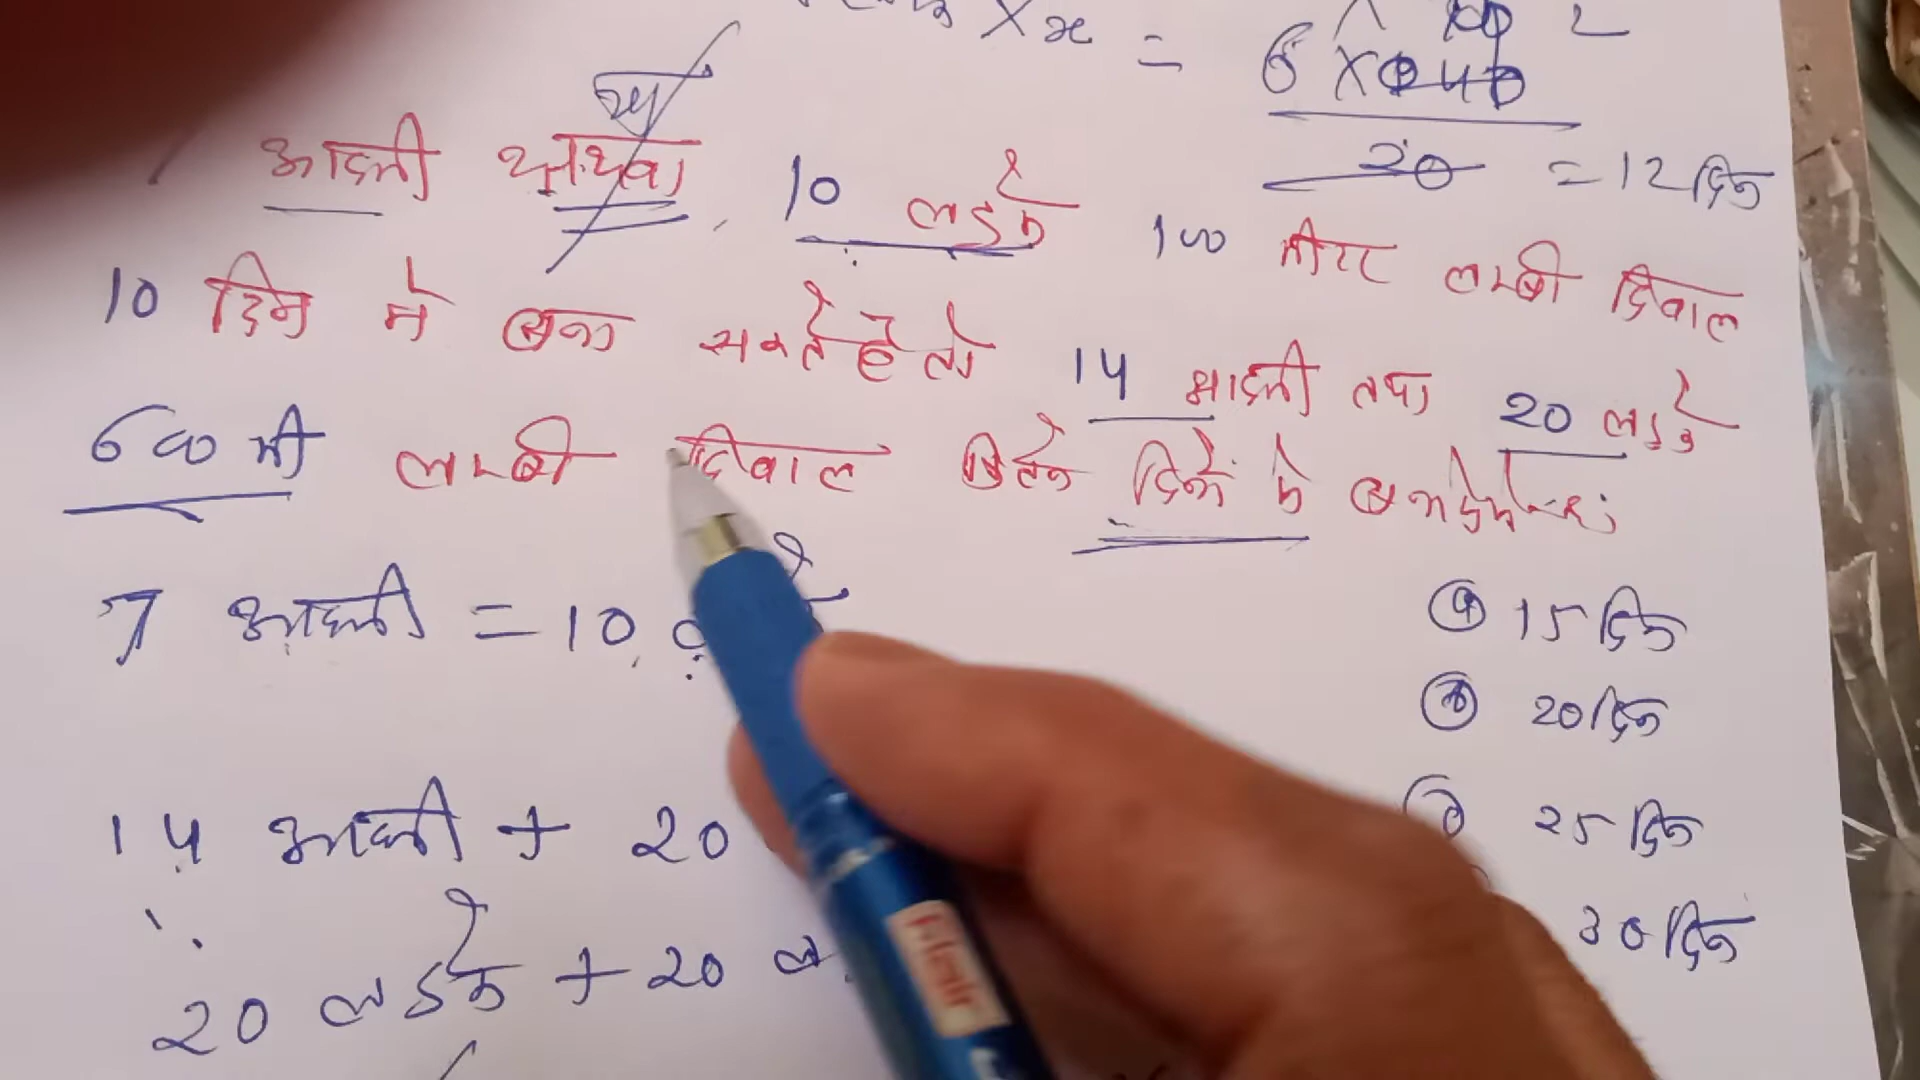 X x = 6 X 240
20 = 12 दिन
आदमी अथवा 10 लड़के 100 मीटर लम्बी दिवाल
10 दिन में बना सकते हैं तो 14 आदमी तथा 20 लड़के
600 मी लम्बी दिवाल कितने दिनों में
7 आदमी = 10
14 आदमी + 20
20 लड़के + 20 ल
15 दिन
20 दिन
25 दिन
30 दिन
Flair